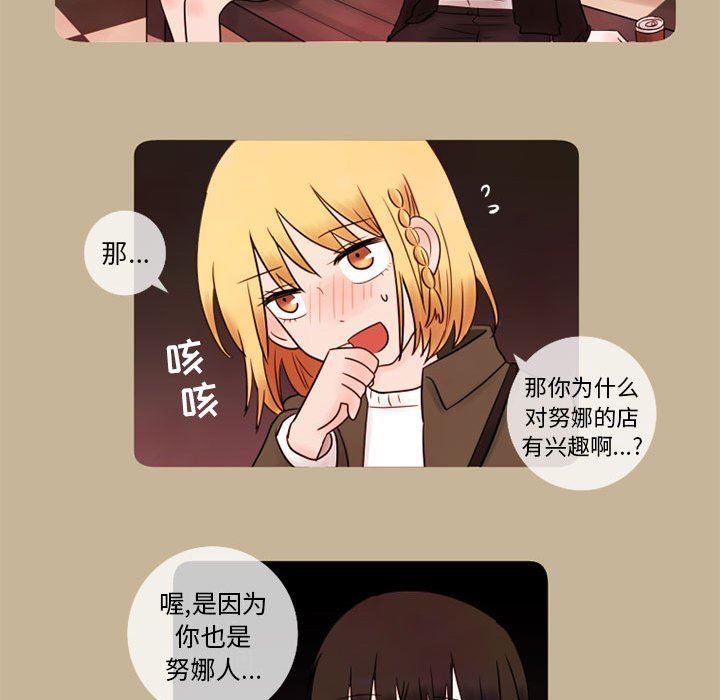 那...
咳
咳
那你为什么
对努娜的店
有兴趣啊...?
喔,是因为
你也是
努娜人...